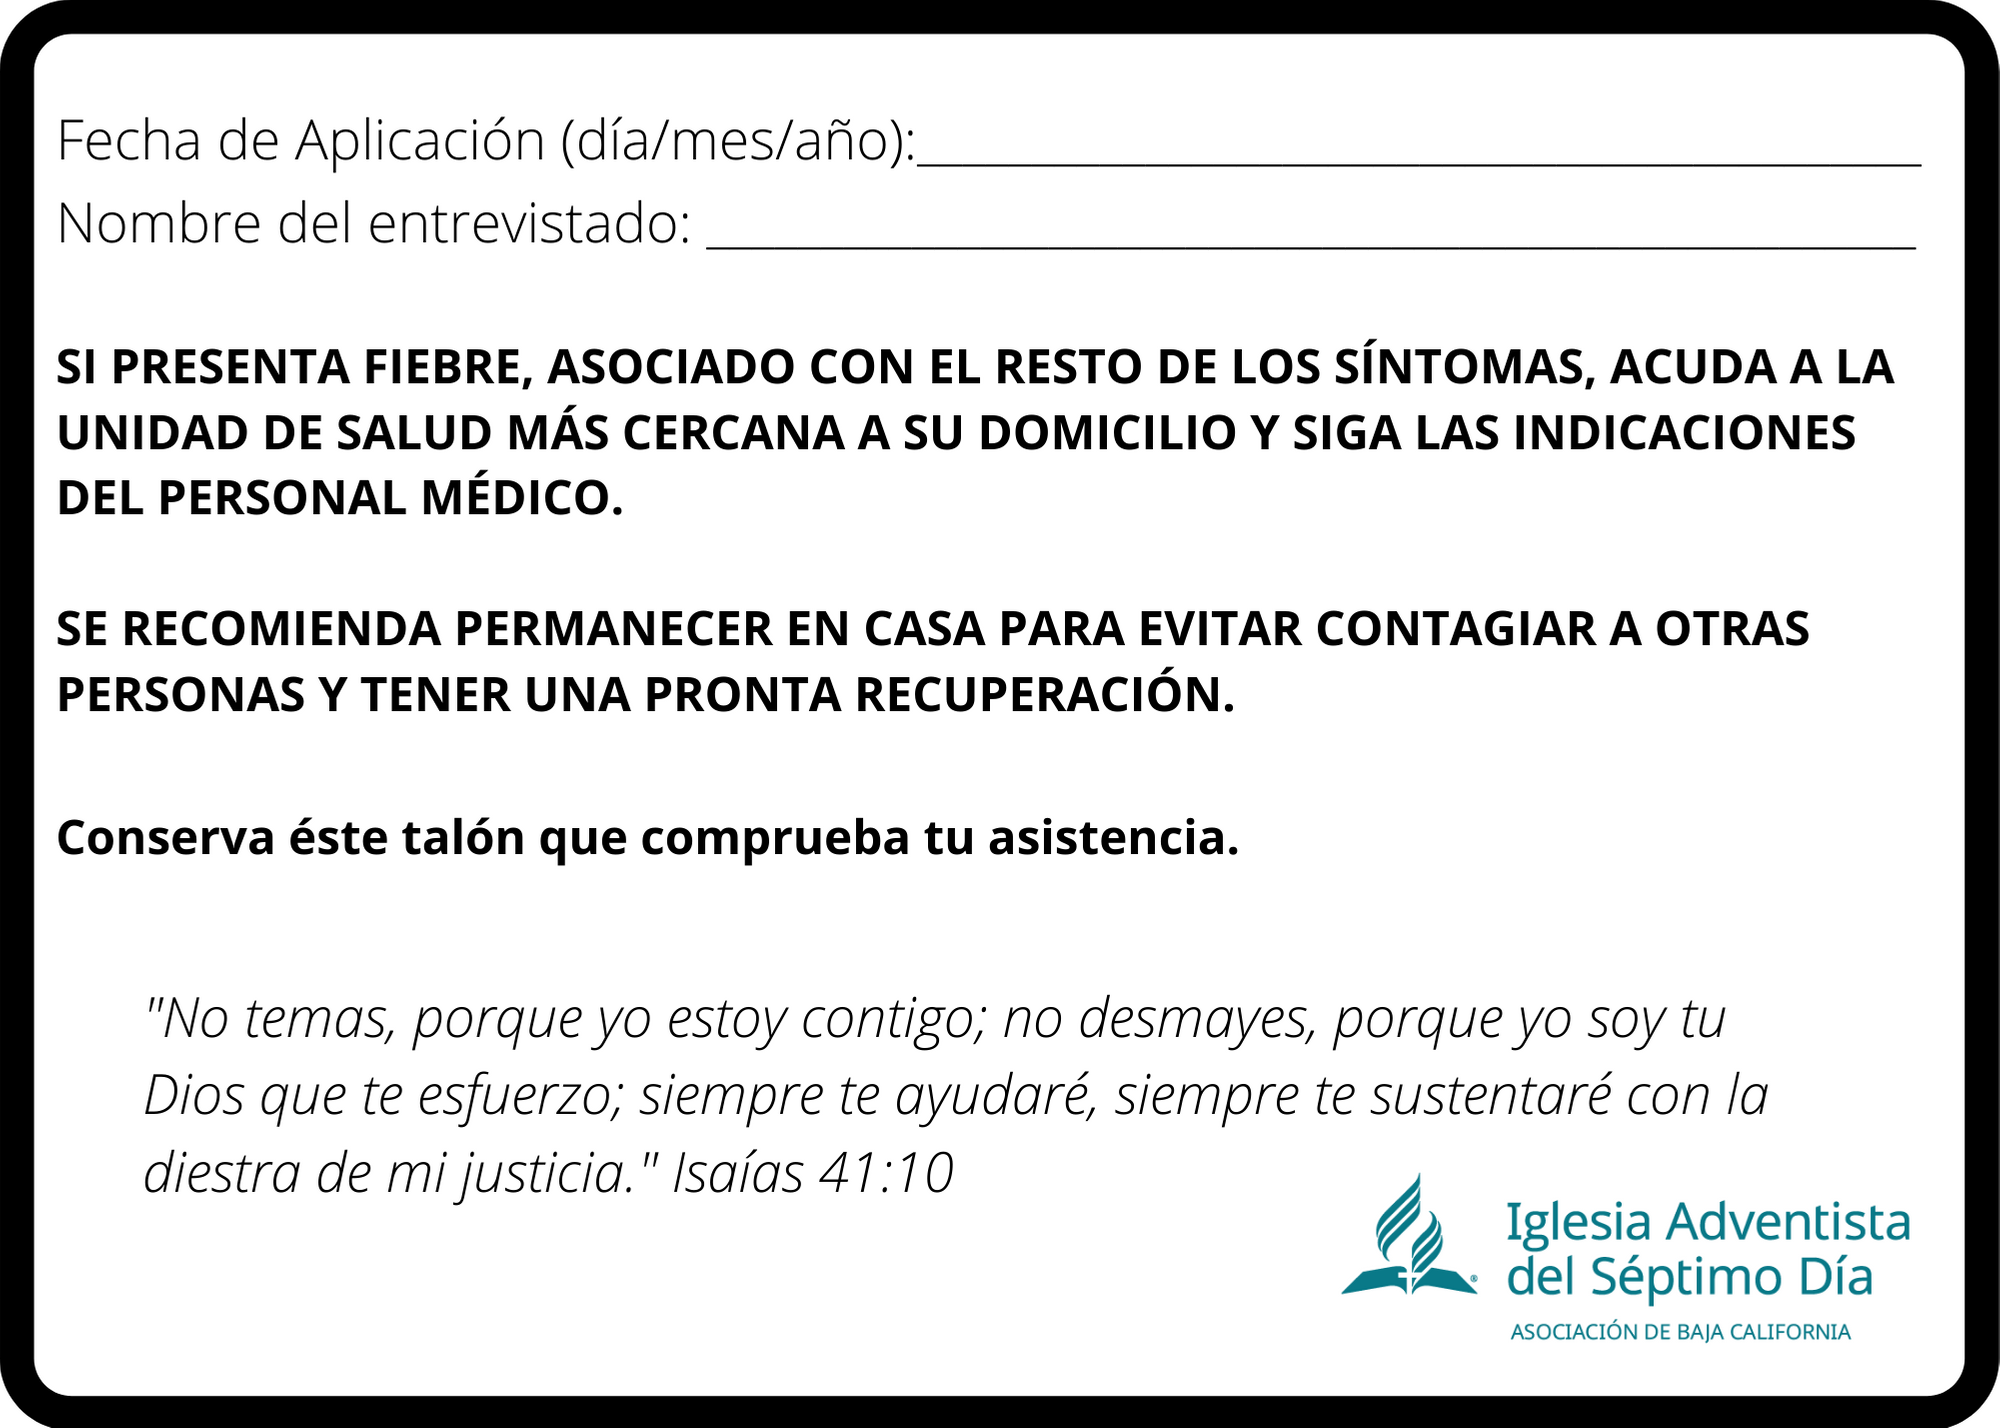 Fecha de Aplicación (día/mes/año):____________________________________
Nombre del entrevistado: ____________________________________________
SI PRESENTA FIEBRE, ASOCIADO CON EL RESTO DE LOS SÍNTOMAS, ACUDA A LA
UNIDAD DE SALUD MÁS CERCANA A SU DOMICILIO Y SIGA LAS INDICACIONES
DEL PERSONAL MÉDICO.
SE RECOMIENDA PERMANECER EN CASA PARA EVITAR CONTAGIAR A OTRAS
PERSONAS Y TENER UNA PRONTA RECUPERACIÓN.
Conserva éste talón que comprueba tu asistencia.
"No temas, porque yo estoy contigo; no desmayes, porque yo soy tu
Dios que te esfuerzo; siempre te ayudaré, siempre te sustentaré con la
diestra de mi justicia." Isaías 41:10
®
Iglesia Adventista
del Séptimo Día
ASOCIACIÓN DE BAJA CALIFORNIA